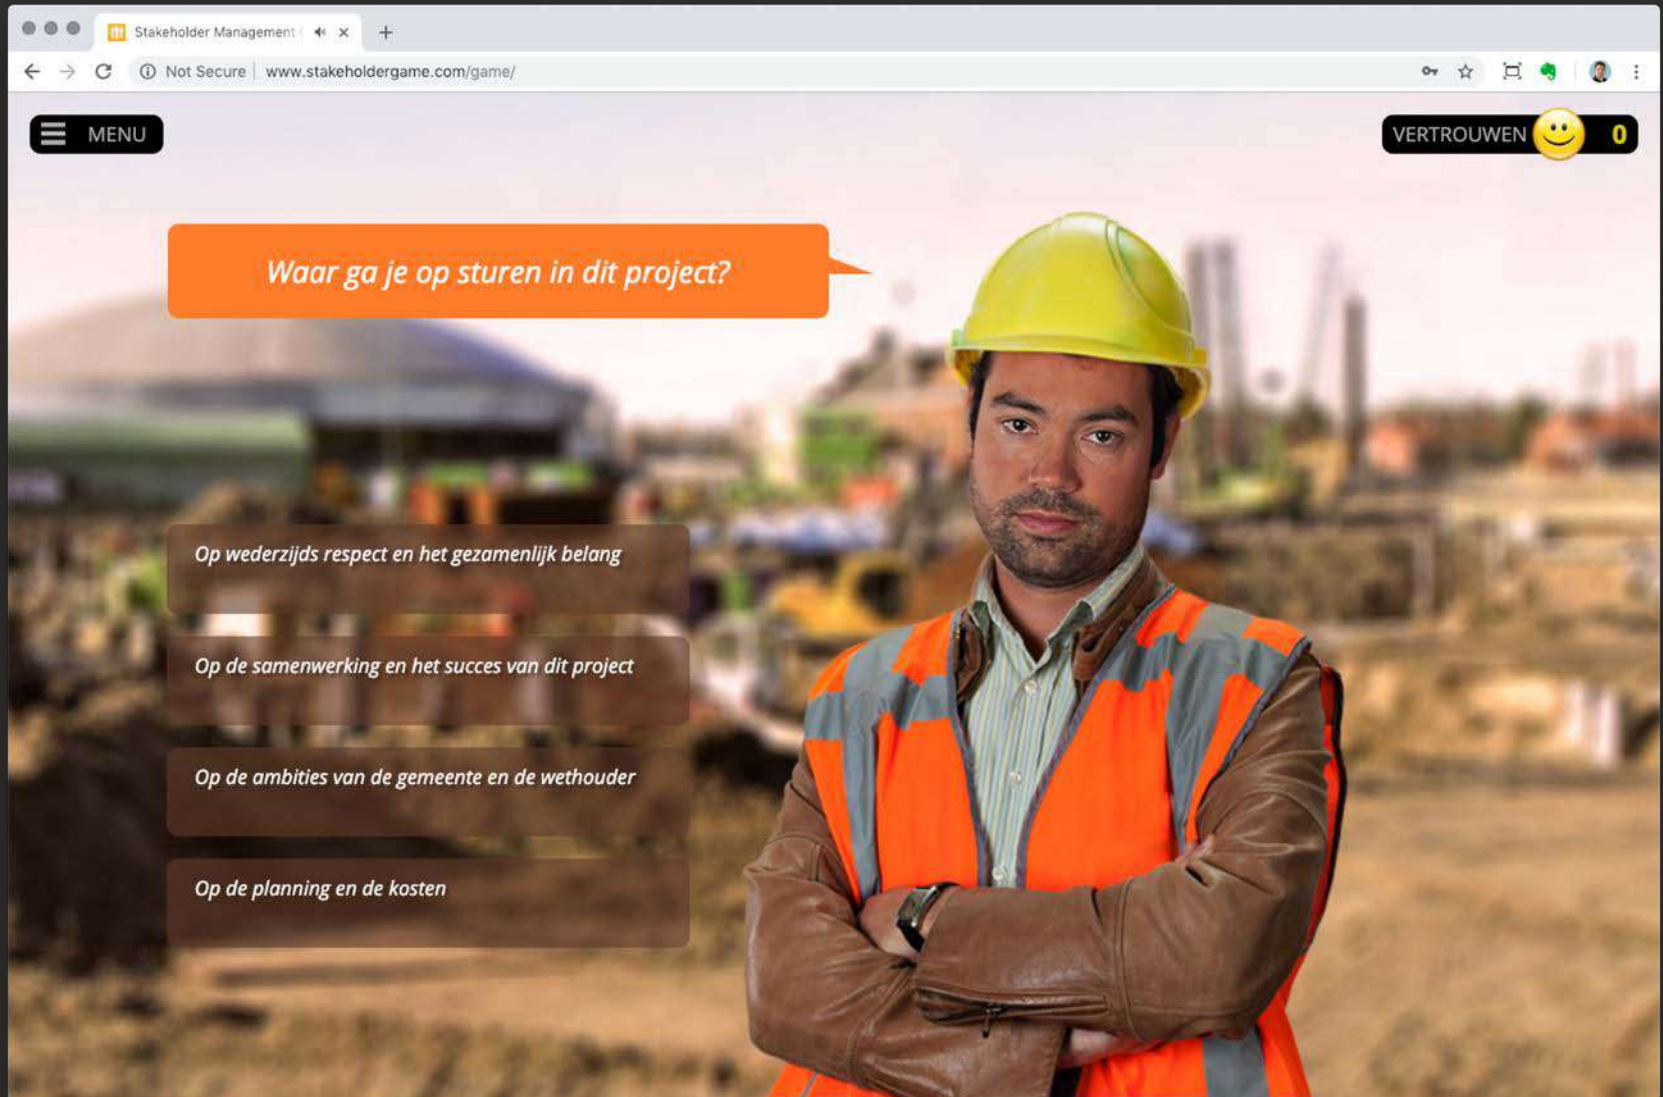 Stakeholder Management
Not Secure
www.stakeholdergame.com/game/
MENU
VERTROUWEN
0
Waar ga je op sturen in dit project?
Op wederzijds respect en het gezamenlijk belang
Op de samenwerking en het succes van dit project
Op de ambities van de gemeente en de wethouder
Op de planning en de kosten